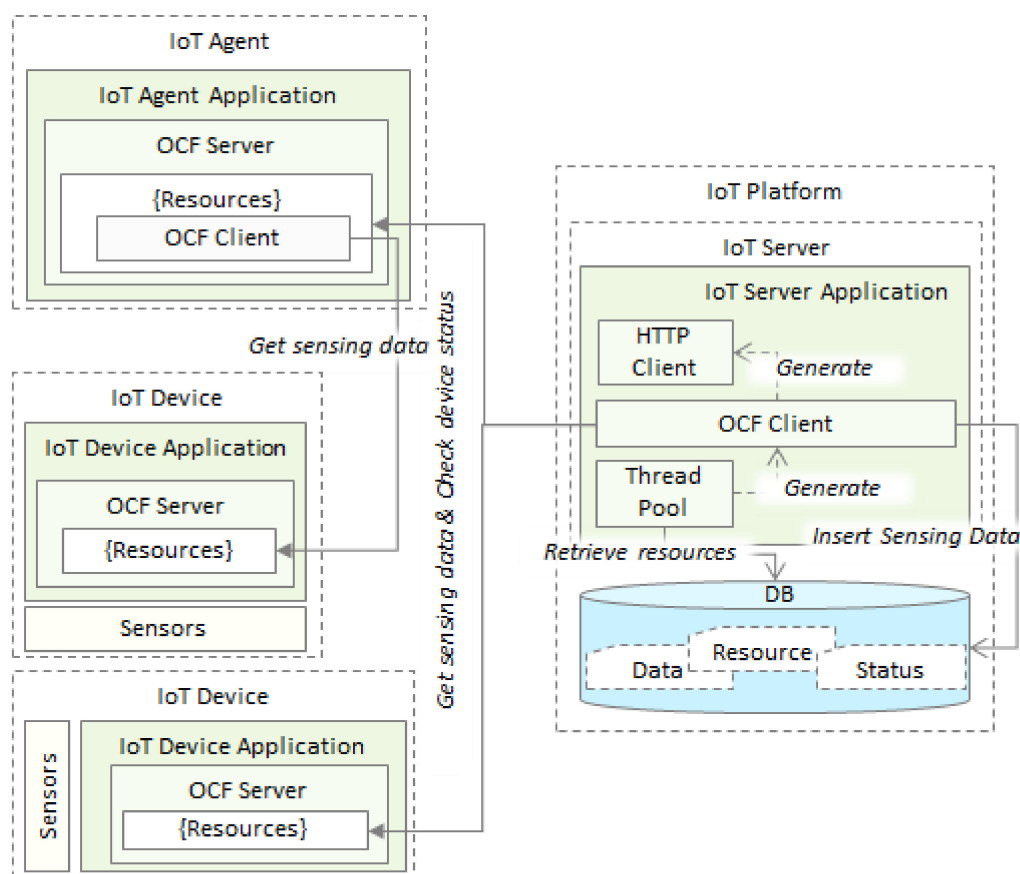 IoT Agent
IoT Agent Application
OCF Server
{Resources}
OCF Client
Get sensing data
IoT Device
IoT Device Application
OCF Server
{Resources}
Sensors
IoT Device
Sensors
IoT Device Application
OCF Server
{Resources}
Get sensing data & Check device status
IoT Platform
IoT Server
IoT Server Application
HTTP
Client
Generate
OCF Client
Thread
Pool
Generate
Retrieve resources
Insert Sensing Data
DB
Data
Resource
Status